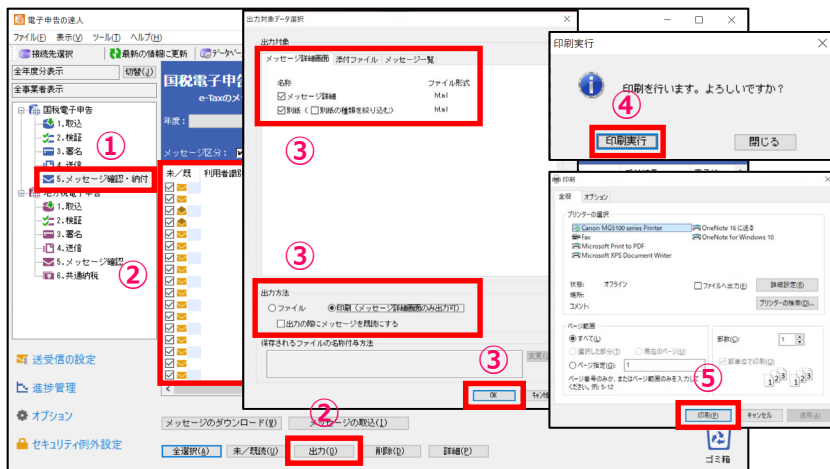 電子申告の達人
ファイル(F) 表示(V) ツール(T) ヘルプ(H)
接続先選択 最新の情報に更新 データベー
全年度分表示 切替(J)
全事業者表示
国税電子申告
1.取込
2.検証
3.署名
4.送信
5.メッセージ確認・納付
地方税電子申告
1.取込
2.検証
3.署名
4.送信
5.メッセージ確認
6.共通納税
送受信の設定
進捗管理
オプション
セキュリティ例外設定
①
②
国税電子申告
e-Taxのメ
年度:
メッセージ区分:
未/既 利用者識別
メッセージのダウンロード(W) メッセージの取込(I)
②
全選択(A) 未/既読(U) 出力(O) 削除(D) 詳細(P)
ゴミ箱
出力対象データ選択
出力対象
メッセージ詳細画面 添付ファイル メッセージ一覧
名称 ファイル形式
メッセージ詳細 html
別紙（ 別紙の種類を絞り込む） html
③
③
出力方法
ファイル 印刷（メッセージ詳細画面のみ出力可）
出力の際にメッセージを既読にする
保存されるファイルの名称付与方法
変更(
③
OK ｷｬﾝｾ
印刷実行
印刷を行います。よろしいですか？
④
印刷実行 閉じる
印刷
全般 オプション
プリンターの選択
Canon MG5100 series Printer OneNote 16 に送る
Fax OneNote for Windows 10
Microsoft Print to PDF
Microsoft XPS Document Writer
状態: オフライン ファイルへ出力(F) 詳細設定(R)
場所:
コメント: プリンターの検索(D)...
ページ範囲
すべて(L) 部数(C): 1
選択した部分(T) 現在のページ(U)
部単位で印刷(O)
ページ指定(G): 1
ページ番号のみか、またはページ範囲のみを入力して
ください。例: 5-12
1 1 2 2 3 3
⑤
印刷(P) キャンセル 適用(A)